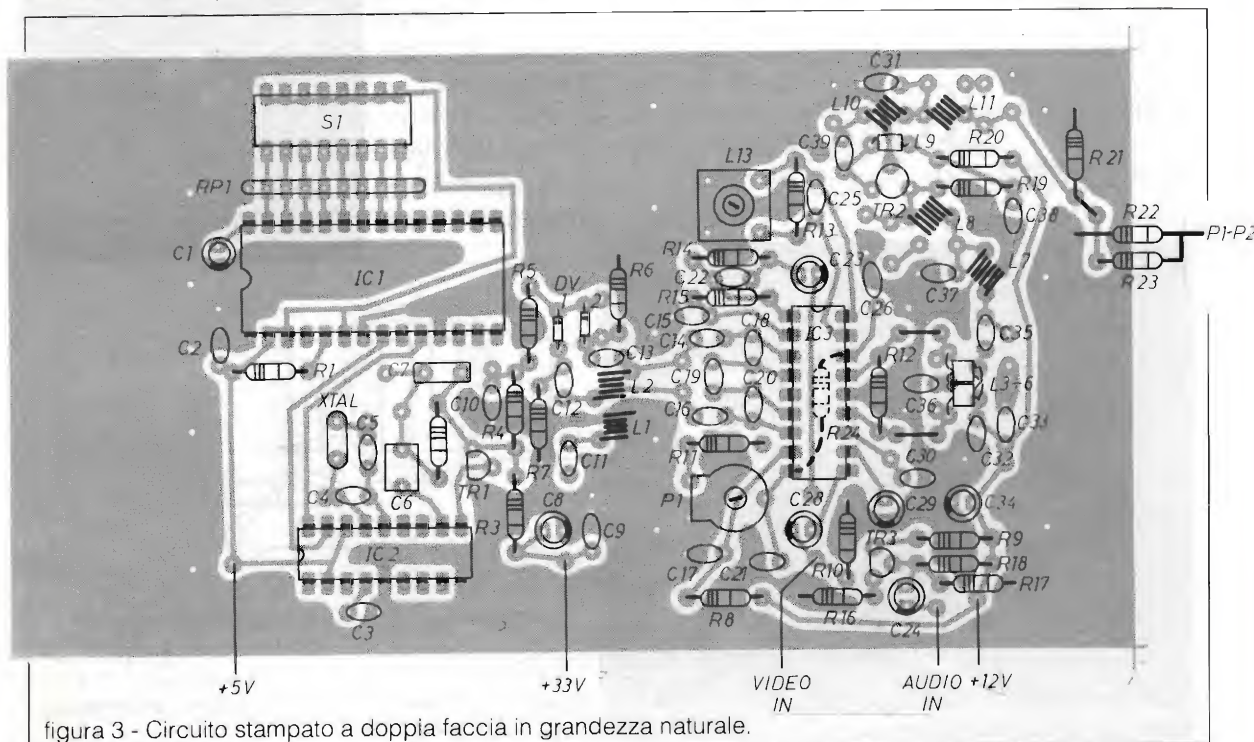 C31
L10
L11
S1
C39
L9
R20
R21
RP1
L13
R19
C25
TR2
C38
R22
P1-P2
L8
R13
C1
R14
C23
L7
R23
IC1
R5
DV
R6
C22
C26
C37
1
2
R15
C15
C18
IC3
C35
C2
C14
R12
C13
R1
C7
L2
C19
C20
L3÷6
C10
C12
C36
XTAL
C5
R4
C16
L1
R24
C33
R7
R11
C30
C32
C11
TR1
C4
C6
P1
C28
C29
C34
R3
C8
IC2
C9
TR3
R9
C17
C21
R10
R18
R17
C3
R8
R16
C24
+5V
+33V
VIDEO
IN
AUDIO
IN
+12V
figura 3 - Circuito stampato a doppia faccia in grandezza naturale.